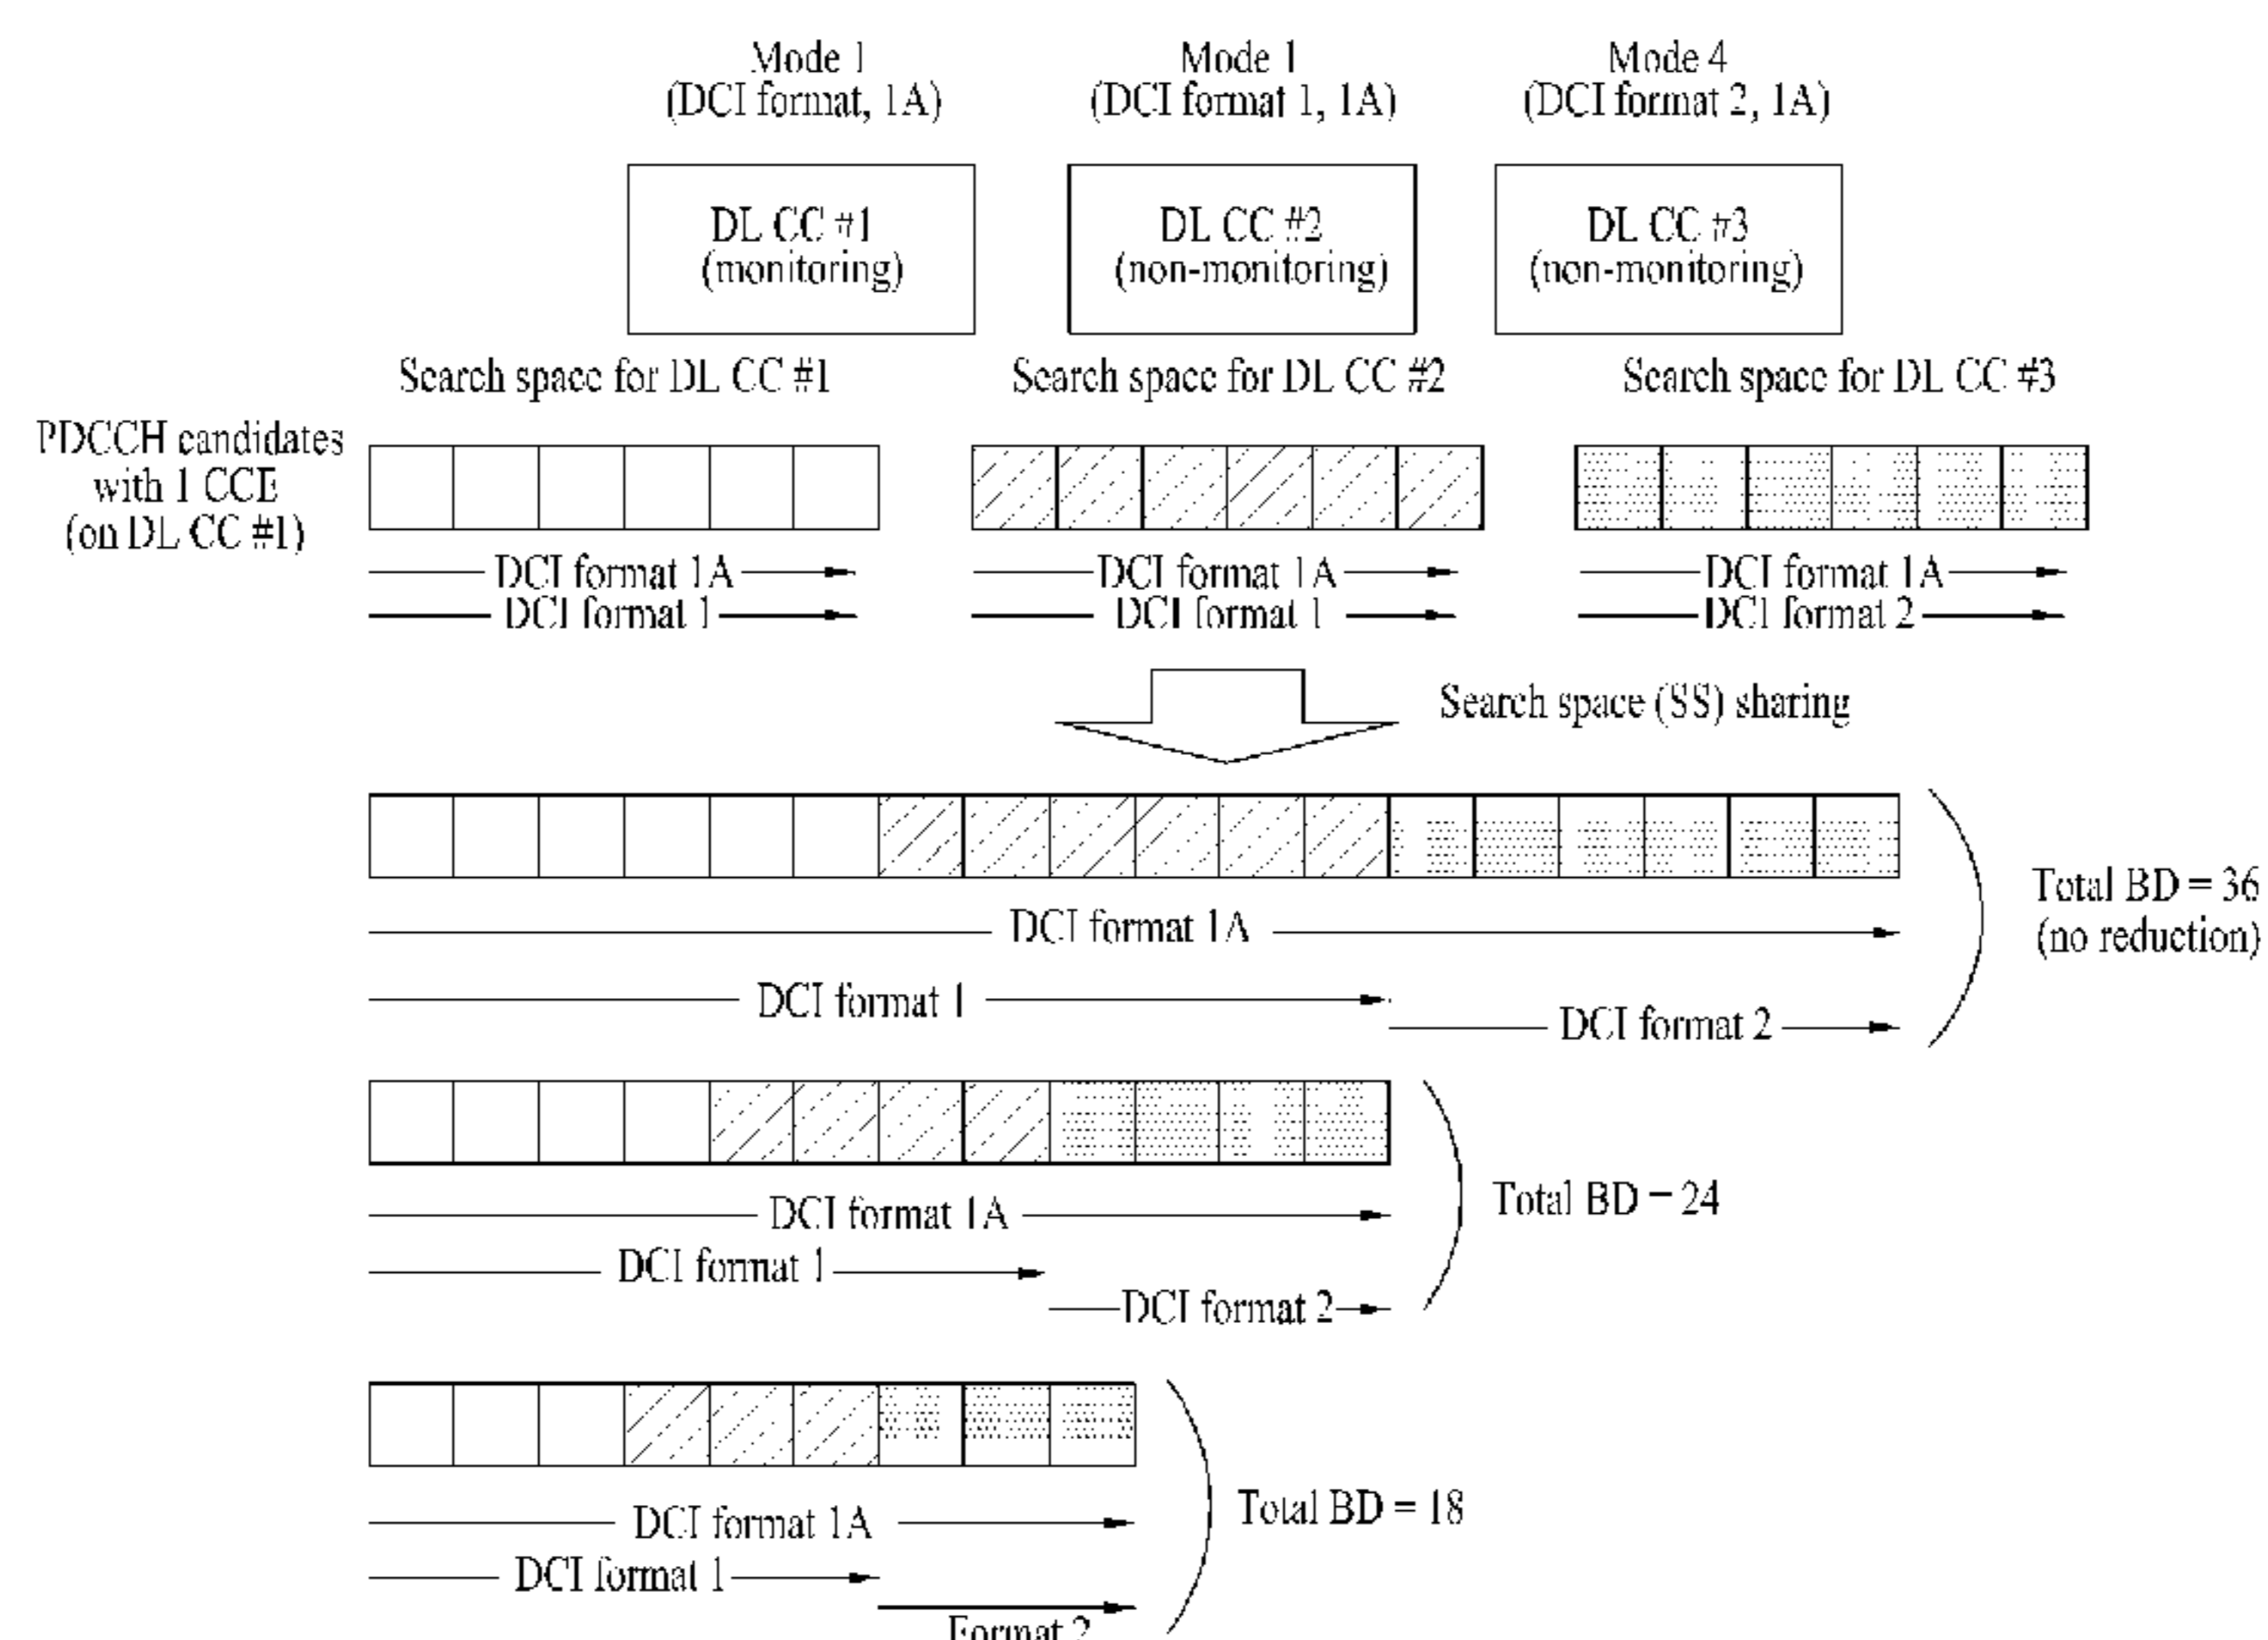 Mode 1
(DCI format, 1A)
Mode 1
(DCI format 1, 1A)
Mode 4
(DCI format 2, 1A)
DL CC #1
(monitoring)
DL CC #2
(non-monitoring)
DL CC #3
(non-monitoring)
Search space for DL CC #1
Search space for DL CC #2
Search space for DL CC #3
PDCCH candidates
with 1 CCE
(on DL CC #1)
DCI format 1A
DCI format 1
DCI format 1A
DCI format 1
DCI format 1A
DCI format 2
Search space (SS) sharing
DCI format 1A
DCI format 1
DCI format 2
Total BD = 36
(no reduction)
DCI format 1A
DCI format 1
DCI format 2
Total BD = 24
DCI format 1A
DCI format 1
Format 2
Total BD = 18